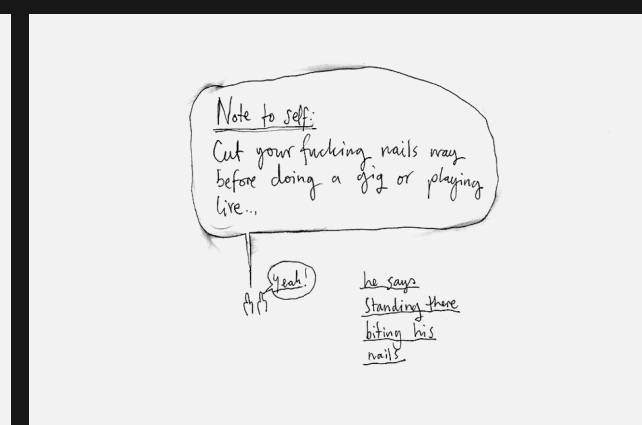 Note to self:
Cut your fucking nails way
before doing a gig or playing
live...
yeah!
he says
standing there
biting his
nails